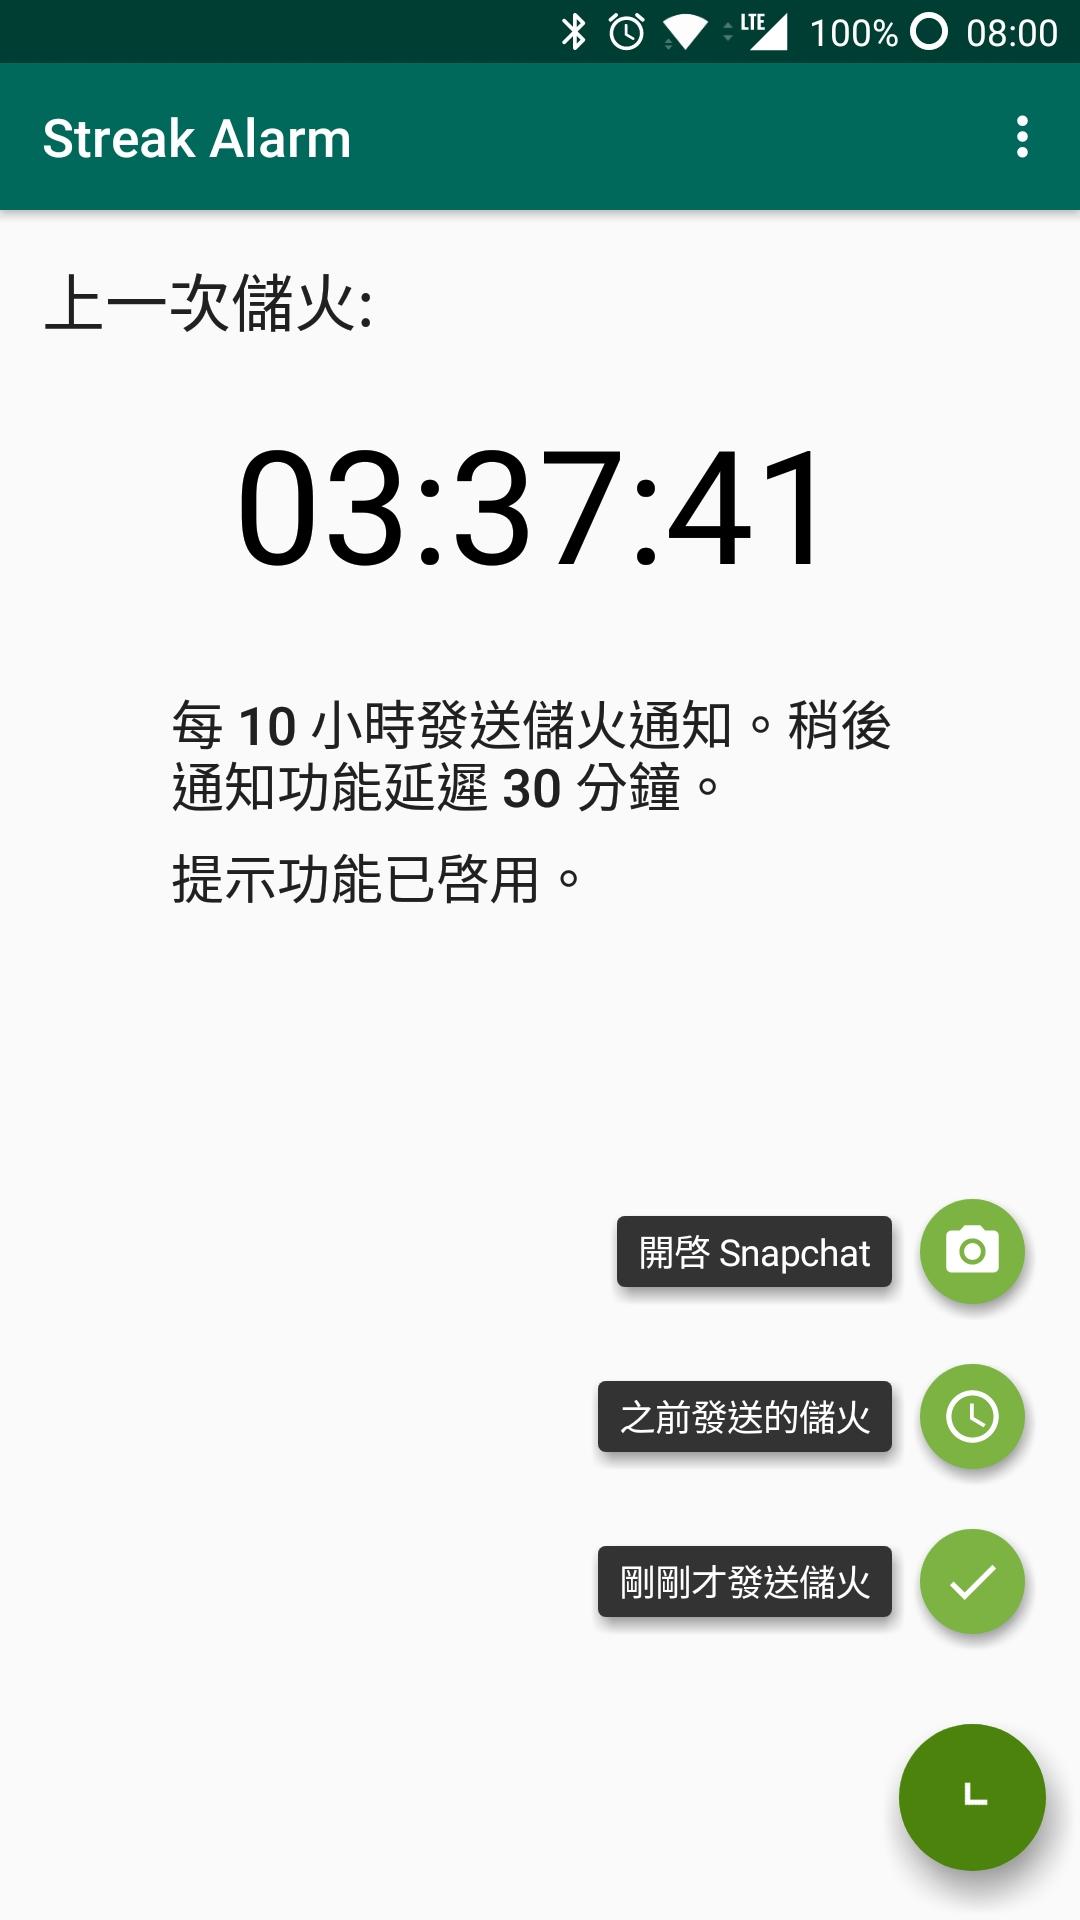 LTE 100% 08:00
Streak Alarm
上一次儲火:
03:37:41
每 10 小時發送儲火通知。稍後
通知功能延遲 30 分鐘。
提示功能已啓用。
開啓 Snapchat
之前發送的儲火
剛剛才發送儲火